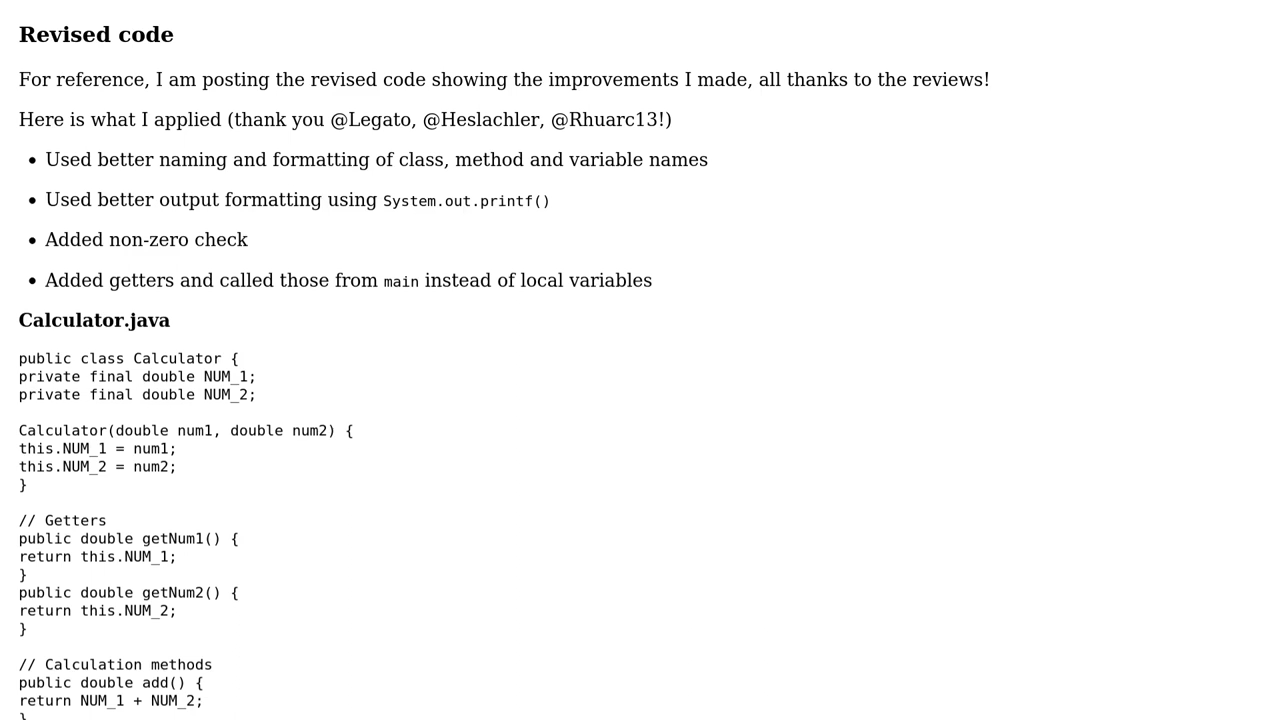 Revised code
For reference, I am posting the revised code showing the improvements I made, all thanks to the reviews!
Here is what I applied (thank you @Legato, @Heslachler, @Rhuarc13!)
• Used better naming and formatting of class, method and variable names
• Used better output formatting using System.out.printf()
• Added non-zero check
• Added getters and called those from main instead of local variables
Calculator.java
public class Calculator {
private final double NUM_1;
private final double NUM_2;

Calculator(double num1, double num2) {
this.NUM_1 = num1;
this.NUM_2 = num2;
}

// Getters
public double getNum1() {
return this.NUM_1;
}
public double getNum2() {
return this.NUM_2;
}

// Calculation methods
public double add() {
return NUM_1 + NUM_2;
}